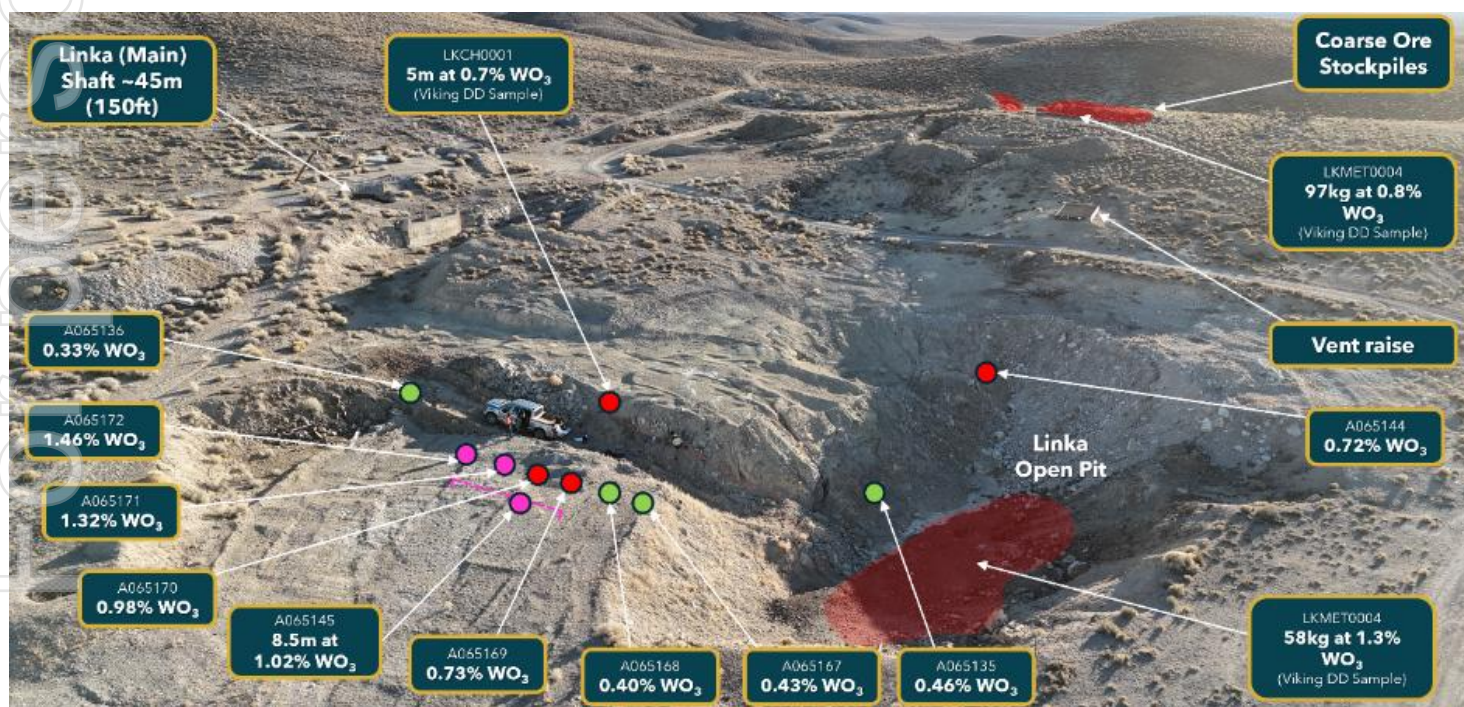 For personal use
Linka (Main)
Shaft ~45m
(150ft)
LKCH0001
5m at 0.7% WO₃
(Viking DD Sample)
Coarse Ore
Stockpiles
LKMET0004
97kg at 0.8%
WO₃
(Viking DD Sample)
Vent raise
A065136
0.33% WO₃
A065172
1.46% WO₃
A065171
1.32% WO₃
A065170
0.98% WO₃
A065145
8.5m at
1.02% WO₃
A065169
0.73% WO₃
A065168
0.40% WO₃
A065167
0.43% WO₃
A065135
0.46% WO₃
A065144
0.72% WO₃
Linka
Open Pit
LKMET0004
58kg at 1.3%
WO₃
(Viking DD Sample)